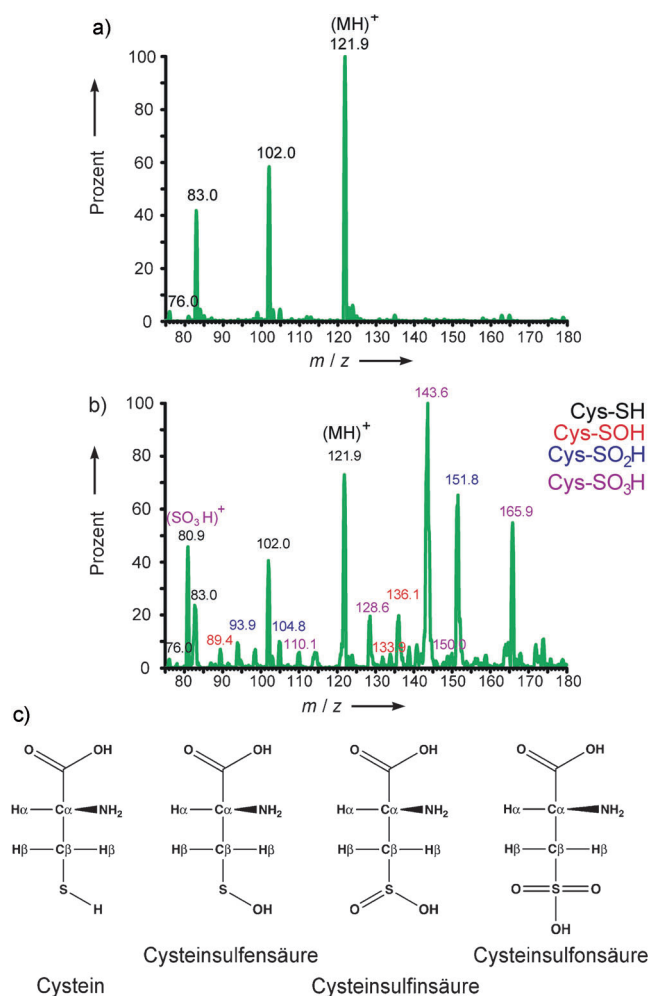 a)
(MH)⁺
121.9
102.0
83.0
76.0
Prozent
100
80
60
40
20
0
80 90 100 110 120 130 140 150 160 170 180
m / z
b)
143.6
Cys-SH
Cys-SOH
Cys-SO₂H
Cys-SO₃H
(MH)⁺
121.9
151.8
165.9
(SO₃H)⁺
80.9
102.0
83.0
136.1
128.6
93.9
104.8
89.4
110.1
133.9
150.0
76.0
Prozent
100
80
60
40
20
0
80 90 100 110 120 130 140 150 160 170 180
m / z
c)
O OH
Hα Cα NH₂
Hβ Cβ Hβ
S
H
O OH
Hα Cα NH₂
Hβ Cβ Hβ
S
OH
O OH
Hα Cα NH₂
Hβ Cβ Hβ
S
O OH
O OH
Hα Cα NH₂
Hβ Cβ Hβ
O S O
OH
Cysteinsulfensäure
Cysteinsulfonsäure
Cystein
Cysteinsulfinsäure